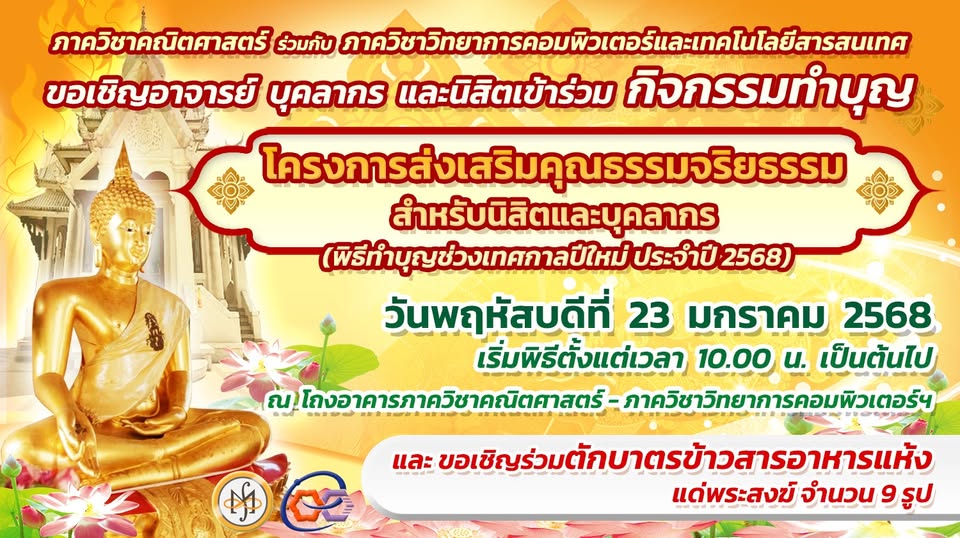 ภาควิชาคณิตศาสตร์ ร่วมกับ ภาควิชาวิทยาการคอมพิวเตอร์และเทคโนโลยีสารสนเทศ
ขอเชิญอาจารย์ บุคลากร และนิสิตเข้าร่วม กิจกรรมทำบุญ
โครงการส่งเสริมคุณธรรมจริยธรรม
สำหรับนิสิตและบุคลากร
(พิธีทำบุญช่วงเทศกาลปีใหม่ ประจำปี 2568)
วันพฤหัสบดีที่ 23 มกราคม 2568
เริ่มพิธีตั้งแต่เวลา 10.00 น. เป็นต้นไป
ณ โถงอาคารภาควิชาคณิตศาสตร์ - ภาควิชาวิทยาการคอมพิวเตอร์ฯ
และ ขอเชิญร่วมตักบาตรข้าวสารอาหารแห้ง
แด่พระสงฆ์ จำนวน 9 รูป